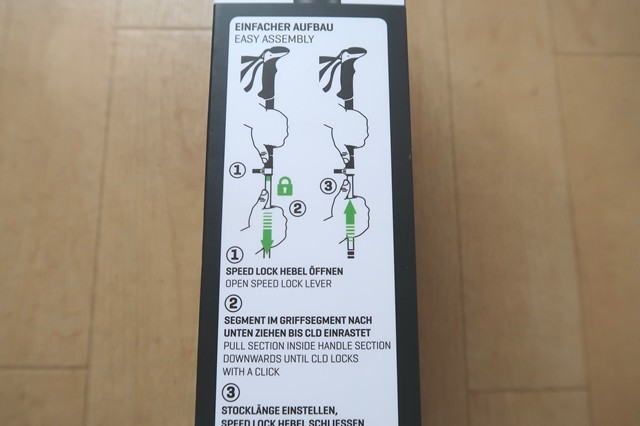 EINFACHER AUFBAU
EASY ASSEMBLY
1
3
2
1
SPEED LOCK HEBEL ÖFFNEN
OPEN SPEED LOCK LEVER
2
SEGMENT IM GRIFFSEGMENT NACH
UNTEN ZIEHEN BIS CLD EINRASTET
PULL SECTION INSIDE HANDLE SECTION
DOWNWARDS UNTIL CLD LOCKS
WITH A CLICK
3
STOCKLÄNGE EINSTELLEN,
SPEED LOCK HEBEL SCHLIESSEN